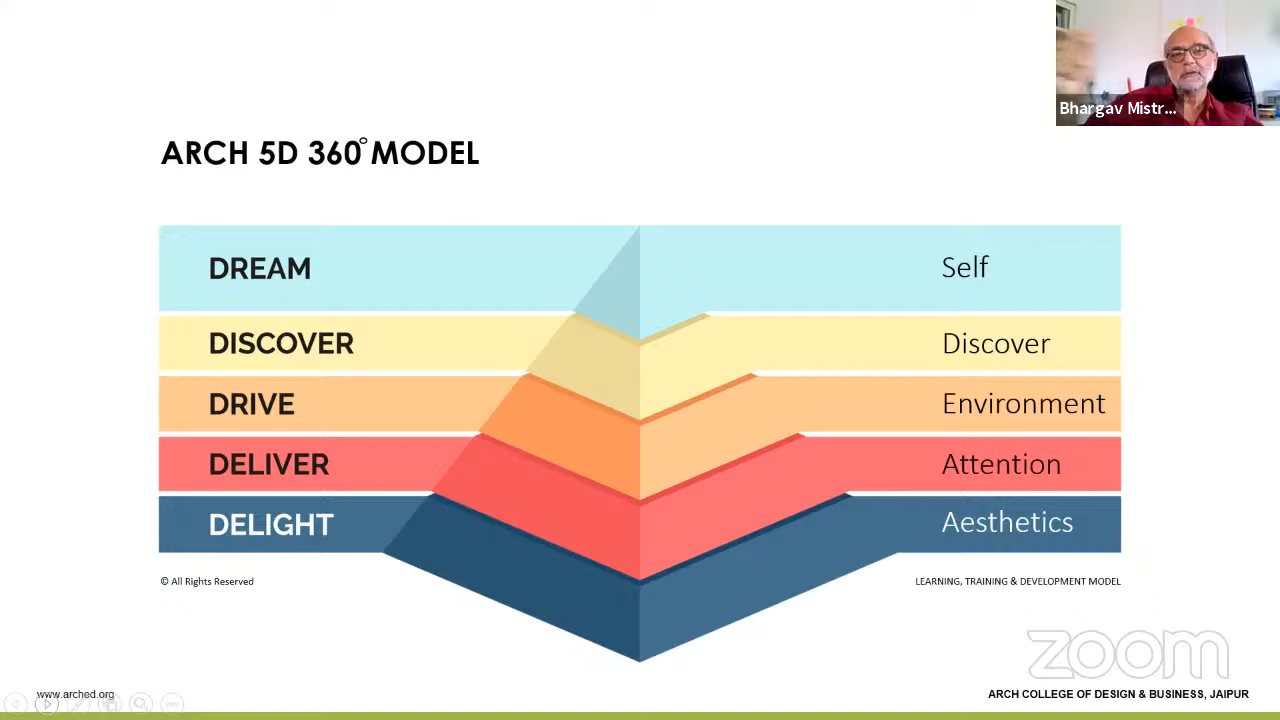 Bhargav Mistr...
ARCH 5D 360° MODEL
DREAM Self
DISCOVER Discover
DRIVE Environment
DELIVER Attention
DELIGHT Aesthetics
© All Rights Reserved LEARNING, TRAINING & DEVELOPMENT MODEL
zoom
www.arched.org ARCH COLLEGE OF DESIGN & BUSINESS, JAIPUR